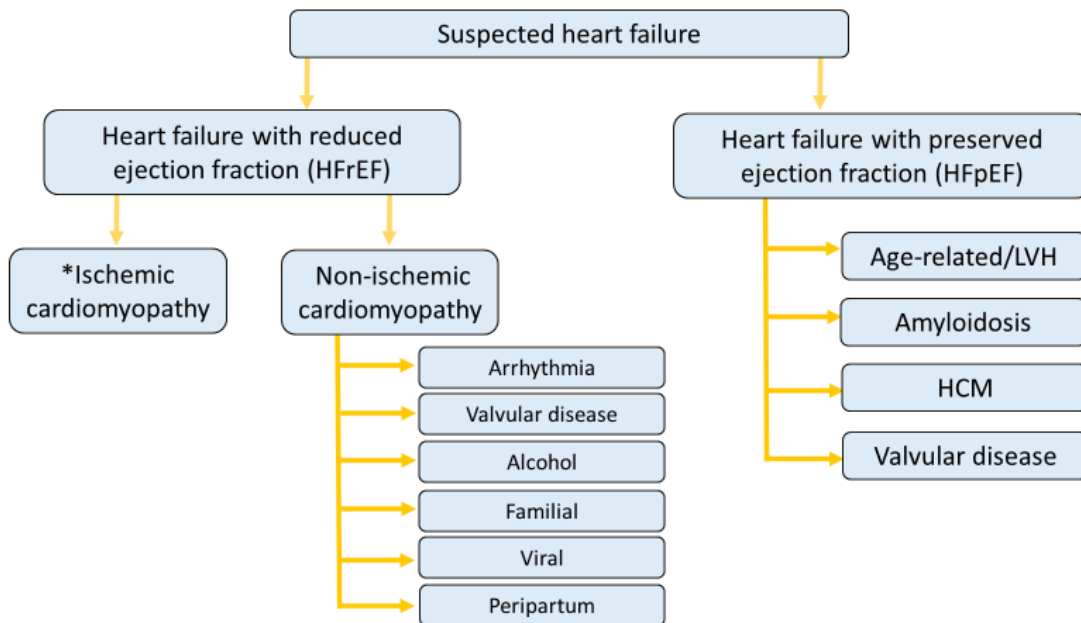 Suspected heart failure
Heart failure with reduced
ejection fraction (HFrEF)
Heart failure with preserved
ejection fraction (HFpEF)
*Ischemic
cardiomyopathy
Non-ischemic
cardiomyopathy
Arrhythmia
Valvular disease
Alcohol
Familial
Viral
Peripartum
Age-related/LVH
Amyloidosis
HCM
Valvular disease